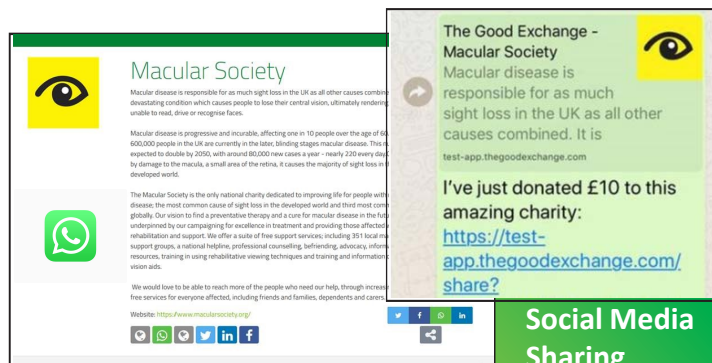 Macular Society
Macular disease is responsible for as much sight loss in the UK as all other causes combine
devastating condition which causes people to lose their central vision, ultimately rendering
unable to read, drive or recognise faces.
Macular disease is progressive and incurable, affecting one in 10 people over the age of 60
600,000 people in the UK are currently in the later, blinding stages macular disease. This
expected to double by 2050, with around 80,000 new cases a year - nearly 220 every day.
by damage to the macula, a small area of the retina, it causes the majority of sight loss in
developed world.
The Macular Society is the only national charity dedicated to improving life for people with
disease; the most common cause of sight loss in the developed world and third most
globally. Our vision to find a preventative therapy and a cure for macular disease in the
underpinned by our campaigning for excellence in treatment and providing those affected
rehabilitation and support. We offer a suite of free support services; including 351 local
support groups, a national helpline, professional counselling, befriending, advocacy,
resources, training in using rehabilitative viewing techniques and training and information
vision aids.
We would love to be able to reach more of the people who need our help, through
free services for everyone affected, including friends and families, dependents and carers.
Website: https://www.macularsociety.org/
The Good Exchange -
Macular Society
Macular disease is
responsible for as much
sight loss in the UK as all other
causes combined. It is
test-app.thegoodexchange.com
I've just donated £10 to this
amazing charity:
https://test-
app.thegoodexchange.com/
share?
Social Media
Sharing